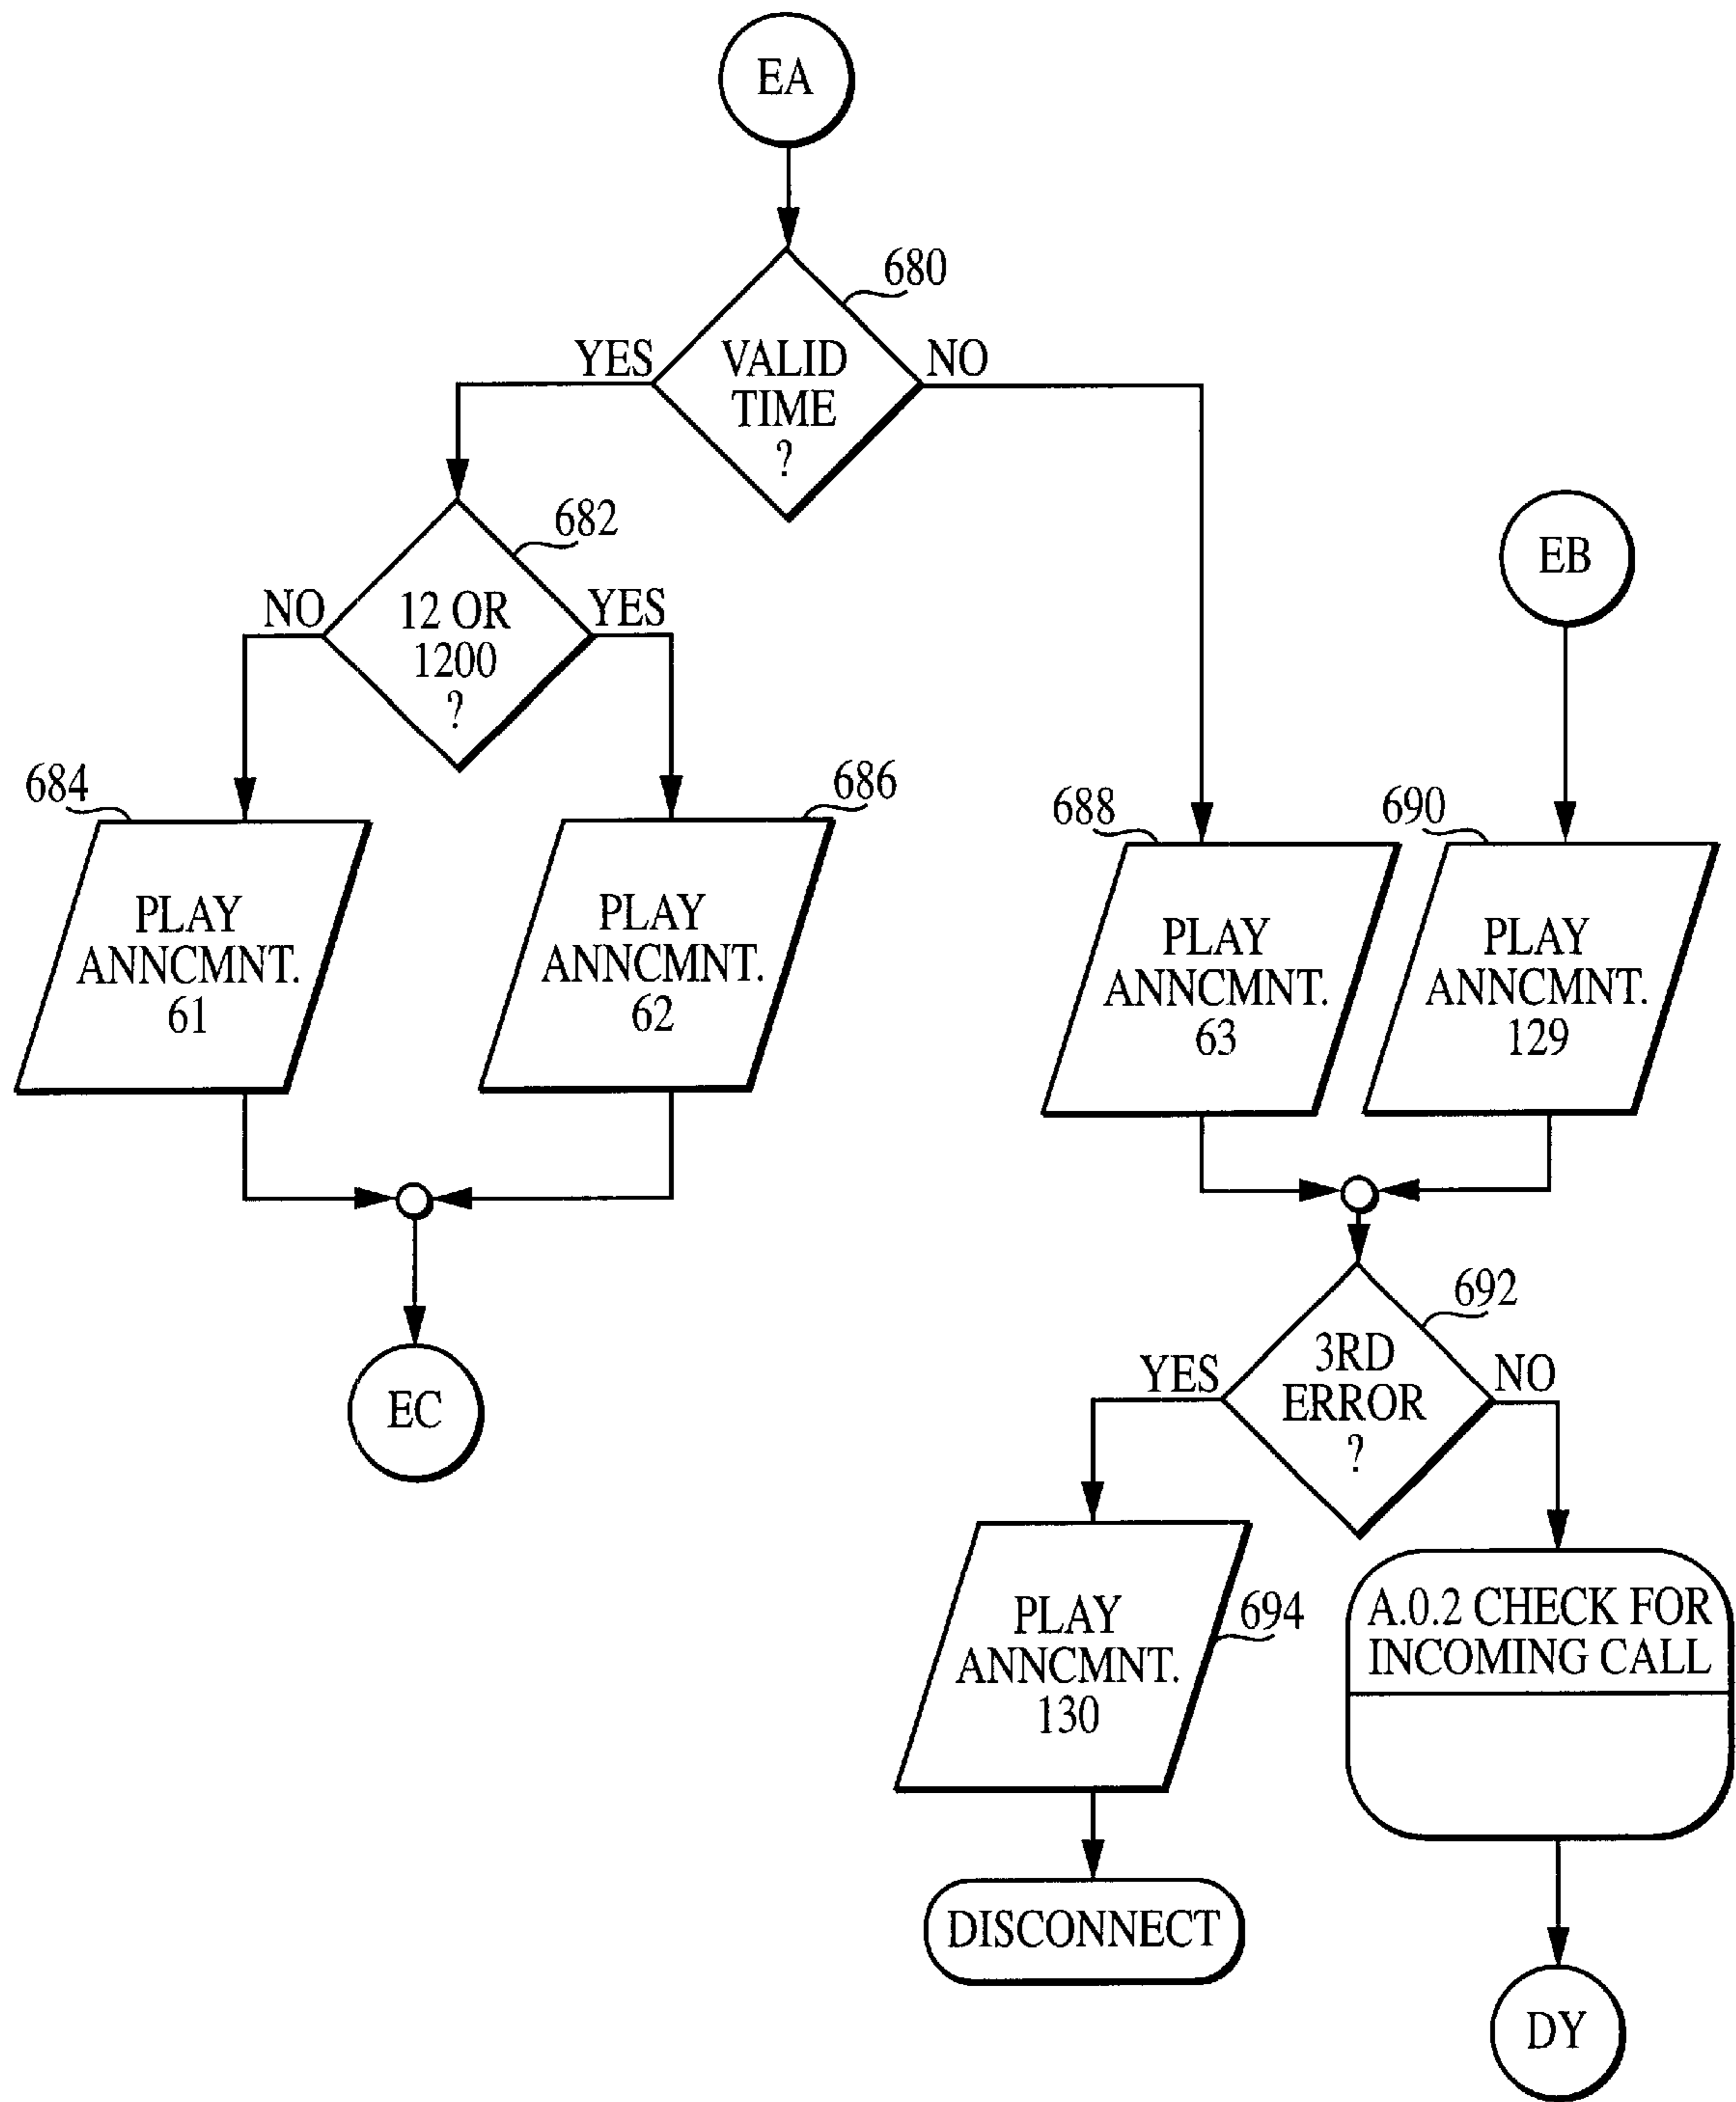 EA
680
YES
VALID
TIME
?
NO
682
NO
12 OR
1200
?
YES
EB
684
PLAY
ANNCMNT.
61
686
PLAY
ANNCMNT.
62
688
PLAY
ANNCMNT.
63
690
PLAY
ANNCMNT.
129
EC
692
YES
3RD
ERROR
?
NO
PLAY
ANNCMNT.
130
694
A.0.2 CHECK FOR
INCOMING CALL
DISCONNECT
DY